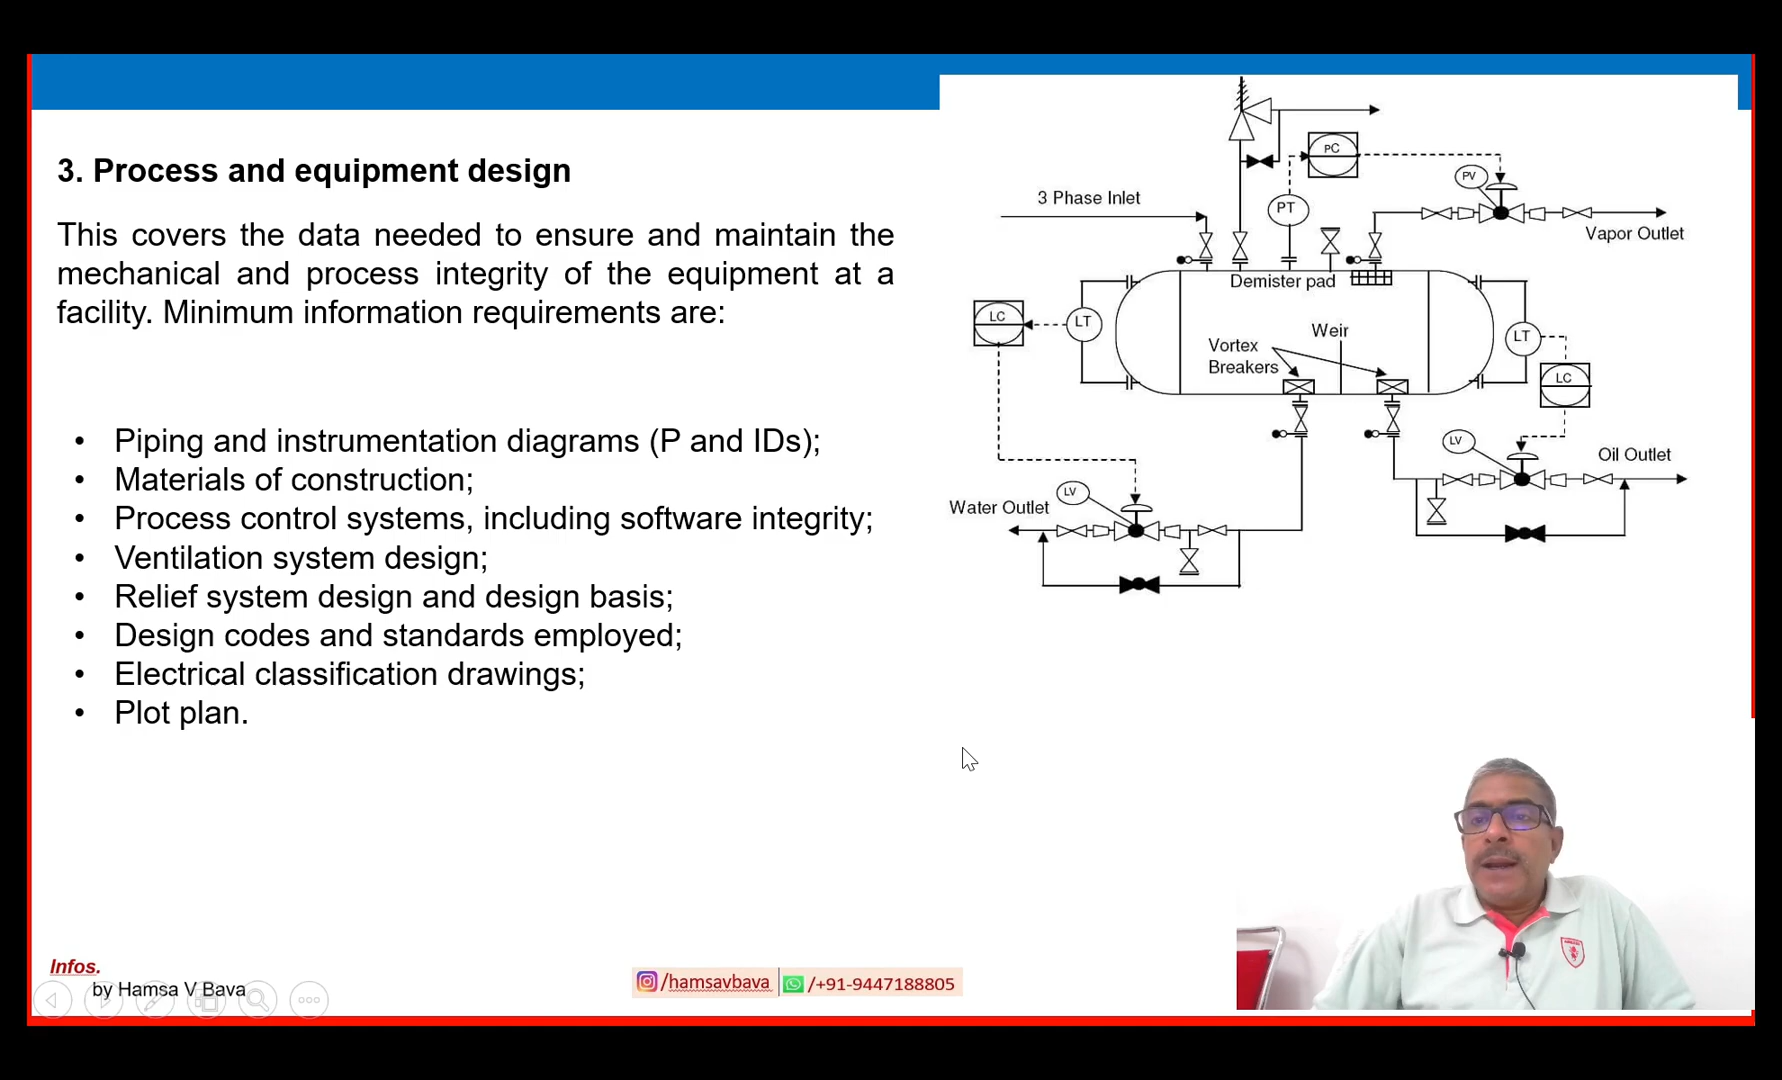 3. Process and equipment design
This covers the data needed to ensure and maintain the
mechanical and process integrity of the equipment at a
facility. Minimum information requirements are:
• Piping and instrumentation diagrams (P and IDs);
• Materials of construction;
• Process control systems, including software integrity;
• Ventilation system design;
• Relief system design and design basis;
• Design codes and standards employed;
• Electrical classification drawings;
• Plot plan.
PC
PV
3 Phase Inlet
PT
Vapor Outlet
Demister pad
LC
LT
Weir
Vortex
Breakers
LT
LC
LV
Oil Outlet
LV
Water Outlet
Infos.
by Hamsa V Bava
/hamsavbava
/+91-9447188805